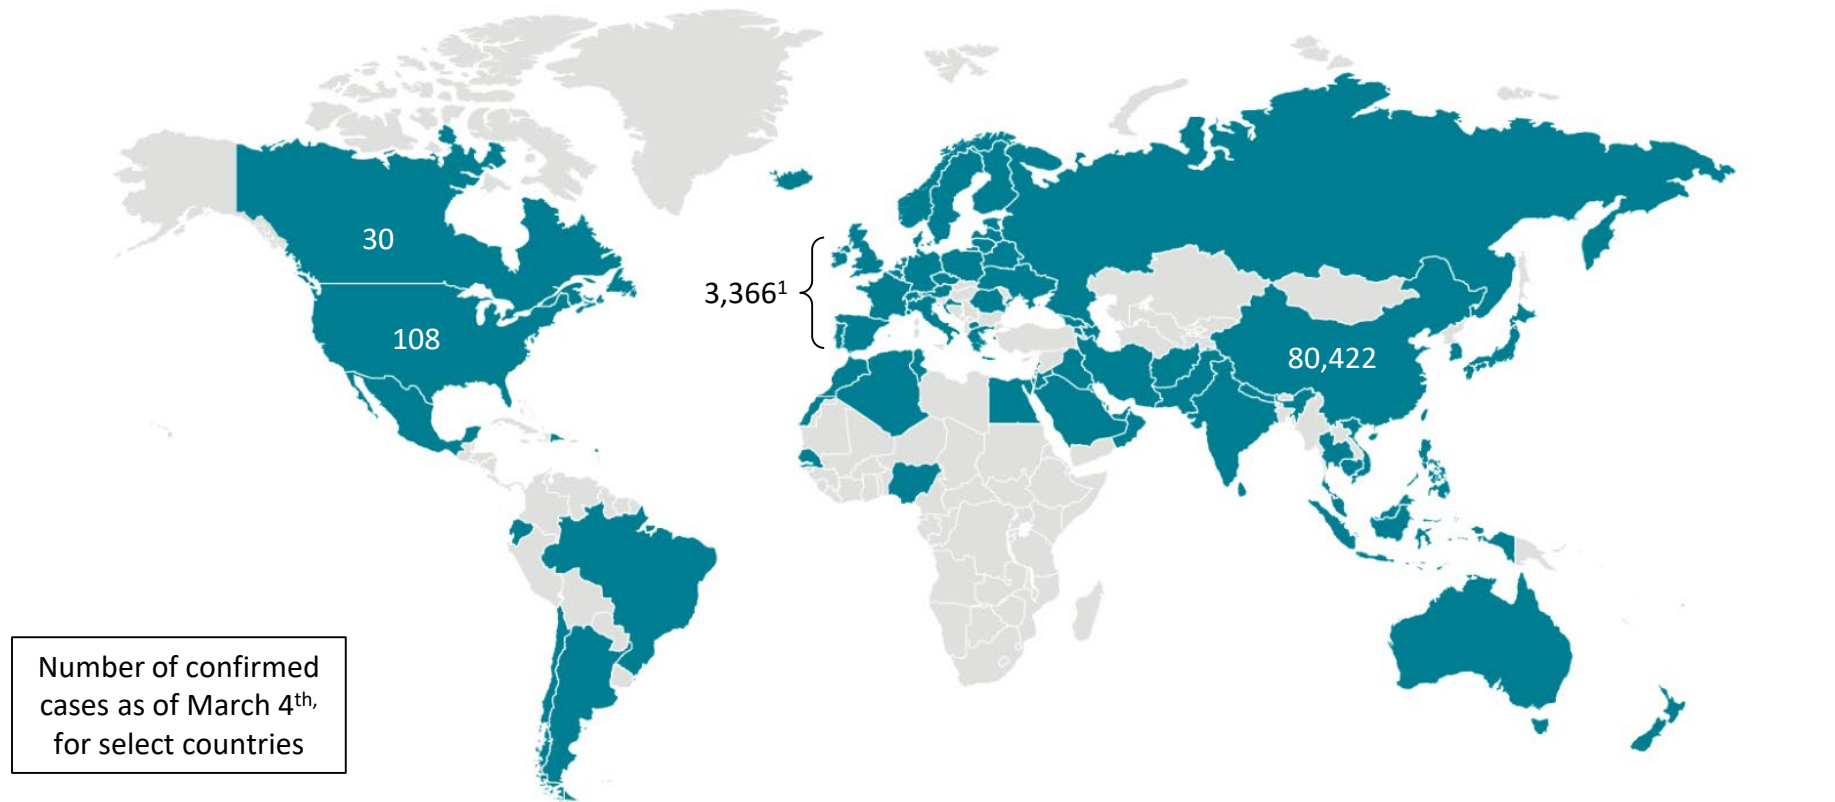 30
3,366¹
108
80,422
Number of confirmed
cases as of March 4th,
for select countries